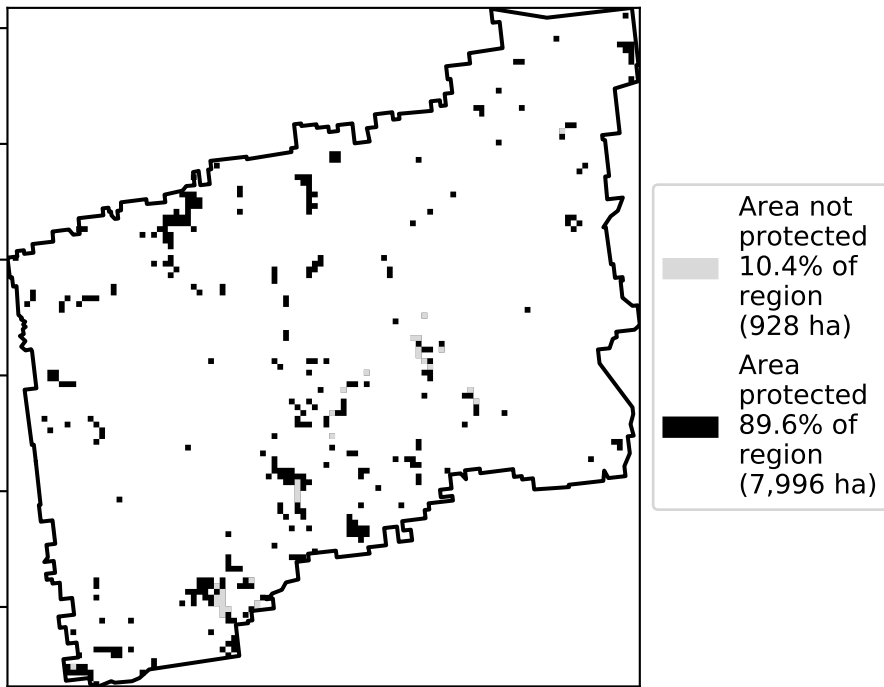 Area not
protected
10.4% of
region
(928 ha)
Area
protected
89.6% of
region
(7,996 ha)